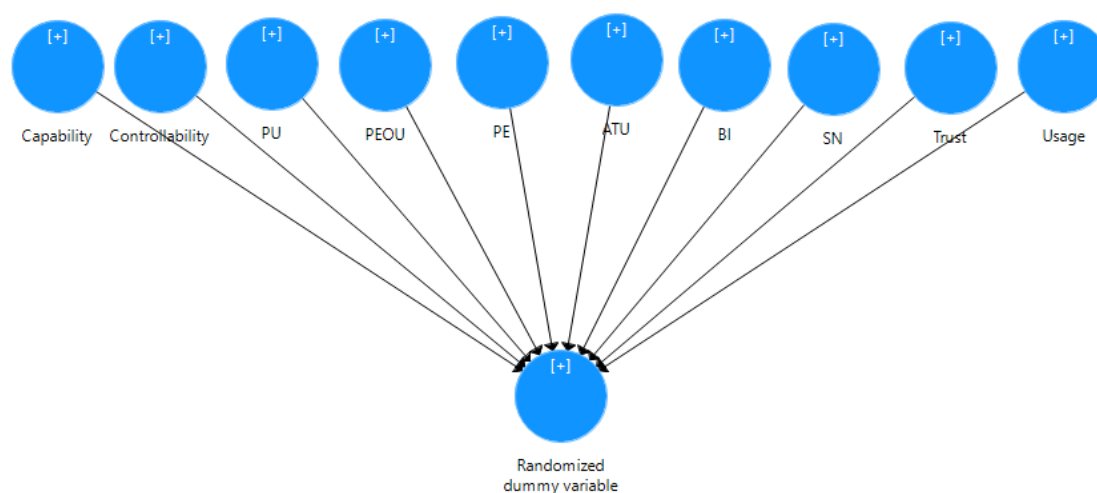 [+] [+] [+] [+] [+] [+] [+] [+] [+] [+]
Capability Controllability PU PEOU PE ATU BI SN Trust Usage
[+]
Randomized
dummy variable